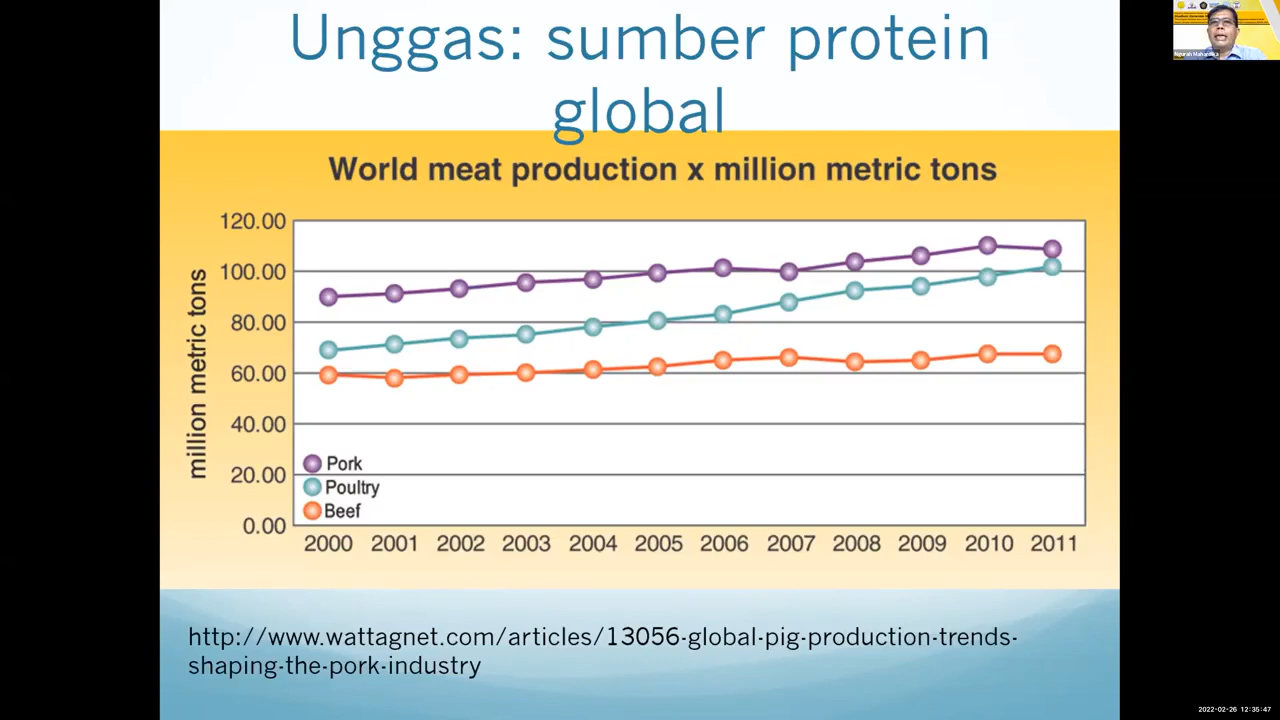 Unggas: sumber protein
global
World meat production x million metric tons
million metric tons
120.00
100.00
80.00
60.00
40.00
20.00
0.00
Pork
Poultry
Beef
2000 2001 2002 2003 2004 2005 2006 2007 2008 2009 2010 2011
http://www.wattagnet.com/articles/13056-global-pig-production-trends-
shaping-the-pork-industry
Ngurah Mahardika
2022-02-26 12:35:47